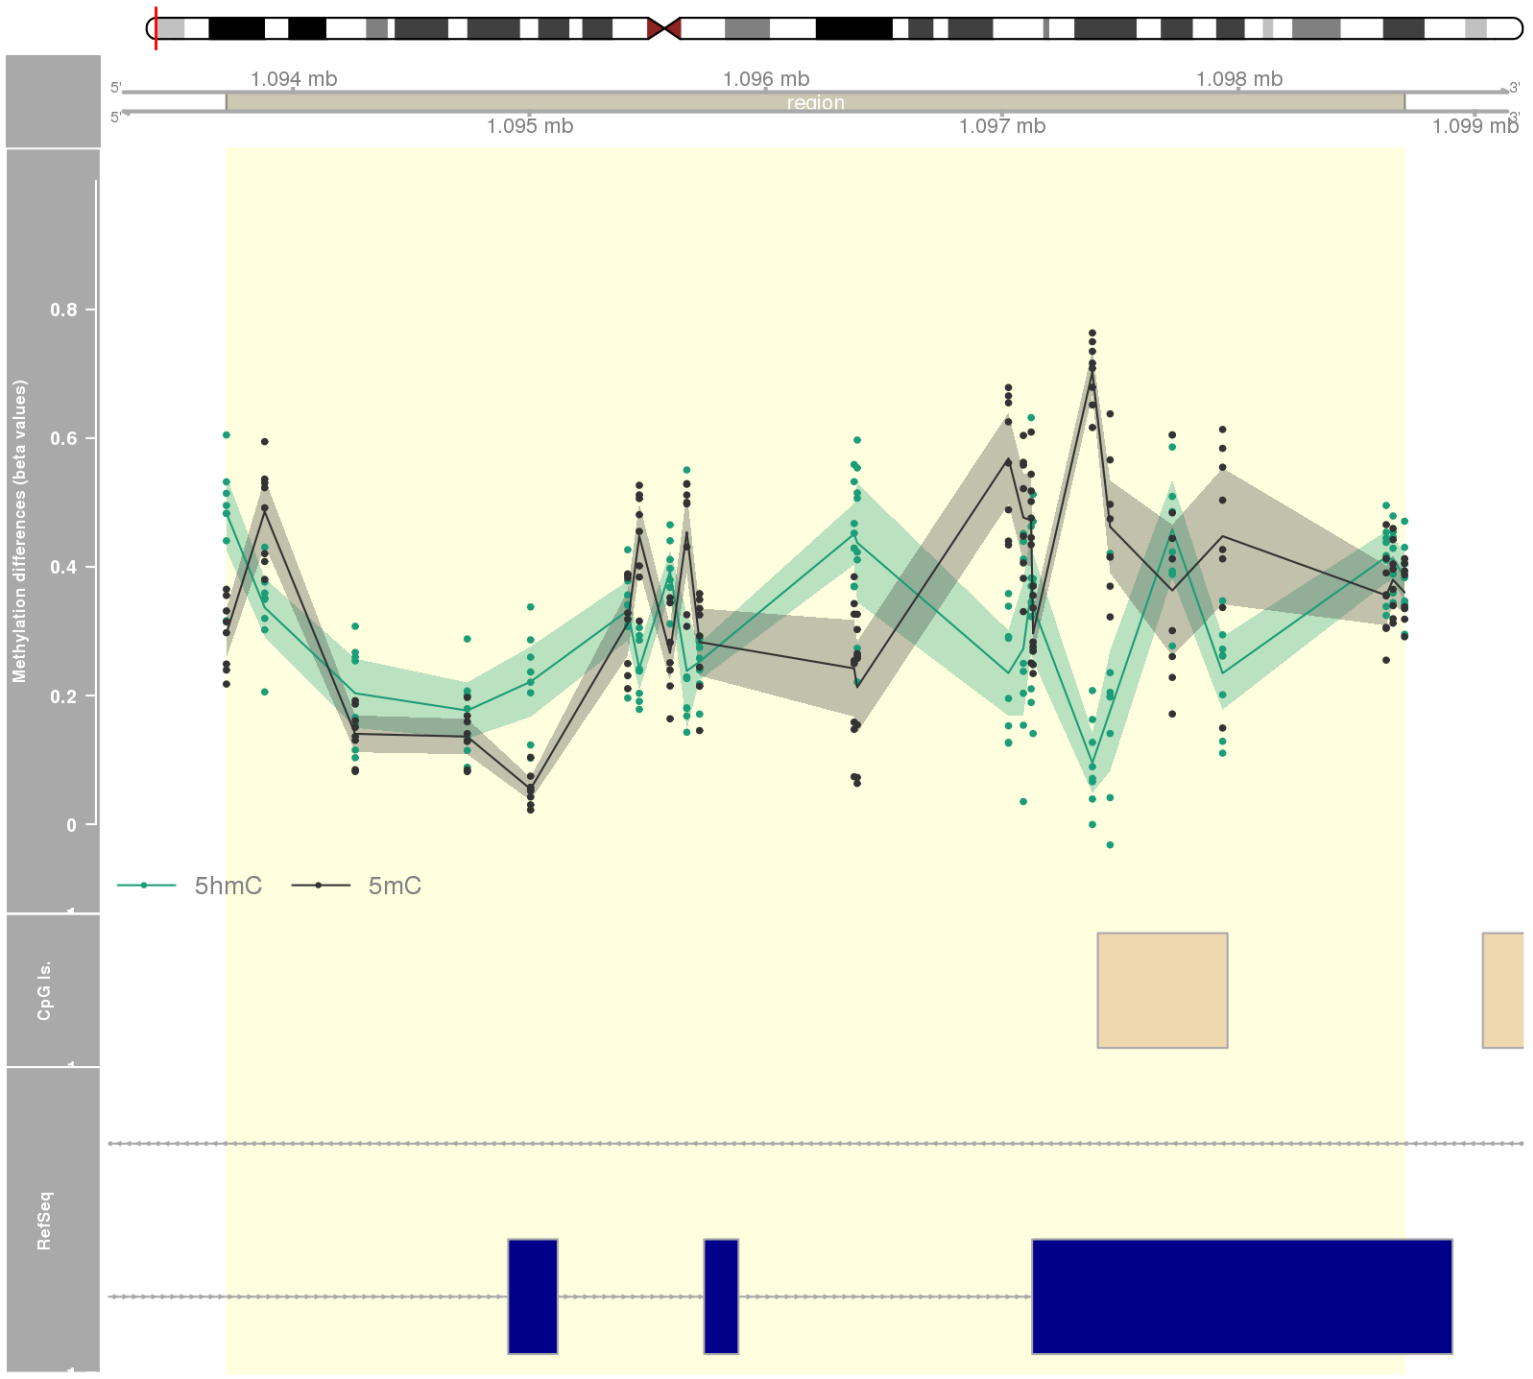 1.094 mb 1.096 mb 1.098 mb
5' 3'
region
5' 3'
1.095 mb 1.097 mb 1.099 mb
Methylation differences (beta values)
0.8
0.6
0.4
0.2
0
5hmC 5mC
CpG Is.
RefSeq